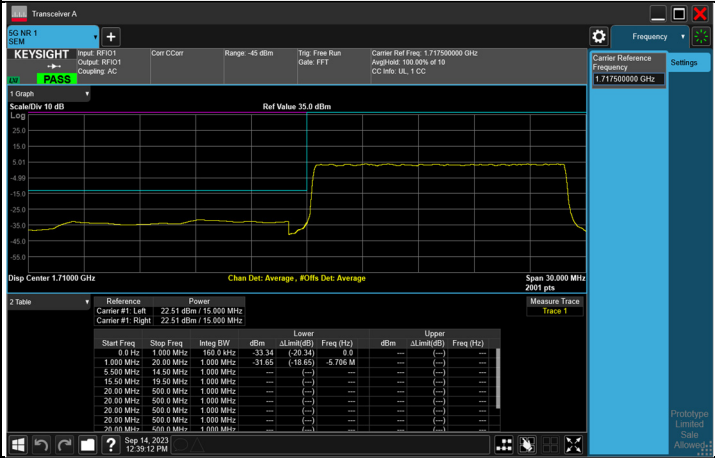 Transceiver A
5G NR 1
SEM
Frequency
KEYSIGHT
Input: RFIO1
Output: RFIO1
Coupling: AC
Corr CCorr
Range: -45 dBm
Trig: Free Run
Gate: FFT
Carrier Ref Freq: 1.717500000 GHz
Avg|Hold: 100.00% of 10
CC Info: UL, 1 CC
PASS
Carrier Reference
Frequency
1.717500000 GHz
Settings
1 Graph
Scale/Div 10 dB
Ref Value 35.0 dBm
Log
25.0
15.0
5.01
-4.99
-15.0
-25.0
-35.0
-45.0
-55.0
Disp Center 1.71000 GHz
Chan Det: Average , #Offs Det: Average
Span 30.000 MHz
2001 pts
2 Table
Reference Power
Carrier #1: Left 22.51 dBm / 15.000 MHz
Carrier #1: Right 22.51 dBm / 15.000 MHz
Measure Trace
Trace 1
Lower Upper
Start Freq Stop Freq Integ BW dBm ΔLimit(dB) Freq (Hz) dBm ΔLimit(dB) Freq (Hz)
0.0 Hz 1.000 MHz 160.0 kHz -33.34 (-20.34) 0.0 --- (---) ---
1.000 MHz 20.00 MHz 1.000 MHz -31.65 (-18.65) -5.706 M --- (---) ---
5.500 MHz 14.50 MHz 1.000 MHz --- (---) --- --- (---) ---
15.50 MHz 19.50 MHz 1.000 MHz --- (---) --- --- (---) ---
20.00 MHz 500.0 MHz 1.000 MHz --- (---) --- --- (---) ---
20.00 MHz 500.0 MHz 1.000 MHz --- (---) --- --- (---) ---
20.00 MHz 500.0 MHz 1.000 MHz --- (---) --- --- (---) ---
20.00 MHz 500.0 MHz 1.000 MHz --- (---) --- --- (---) ---
Prototype
Limited
Sale
Allowed
?
Sep 14, 2023
12:39:12 PM